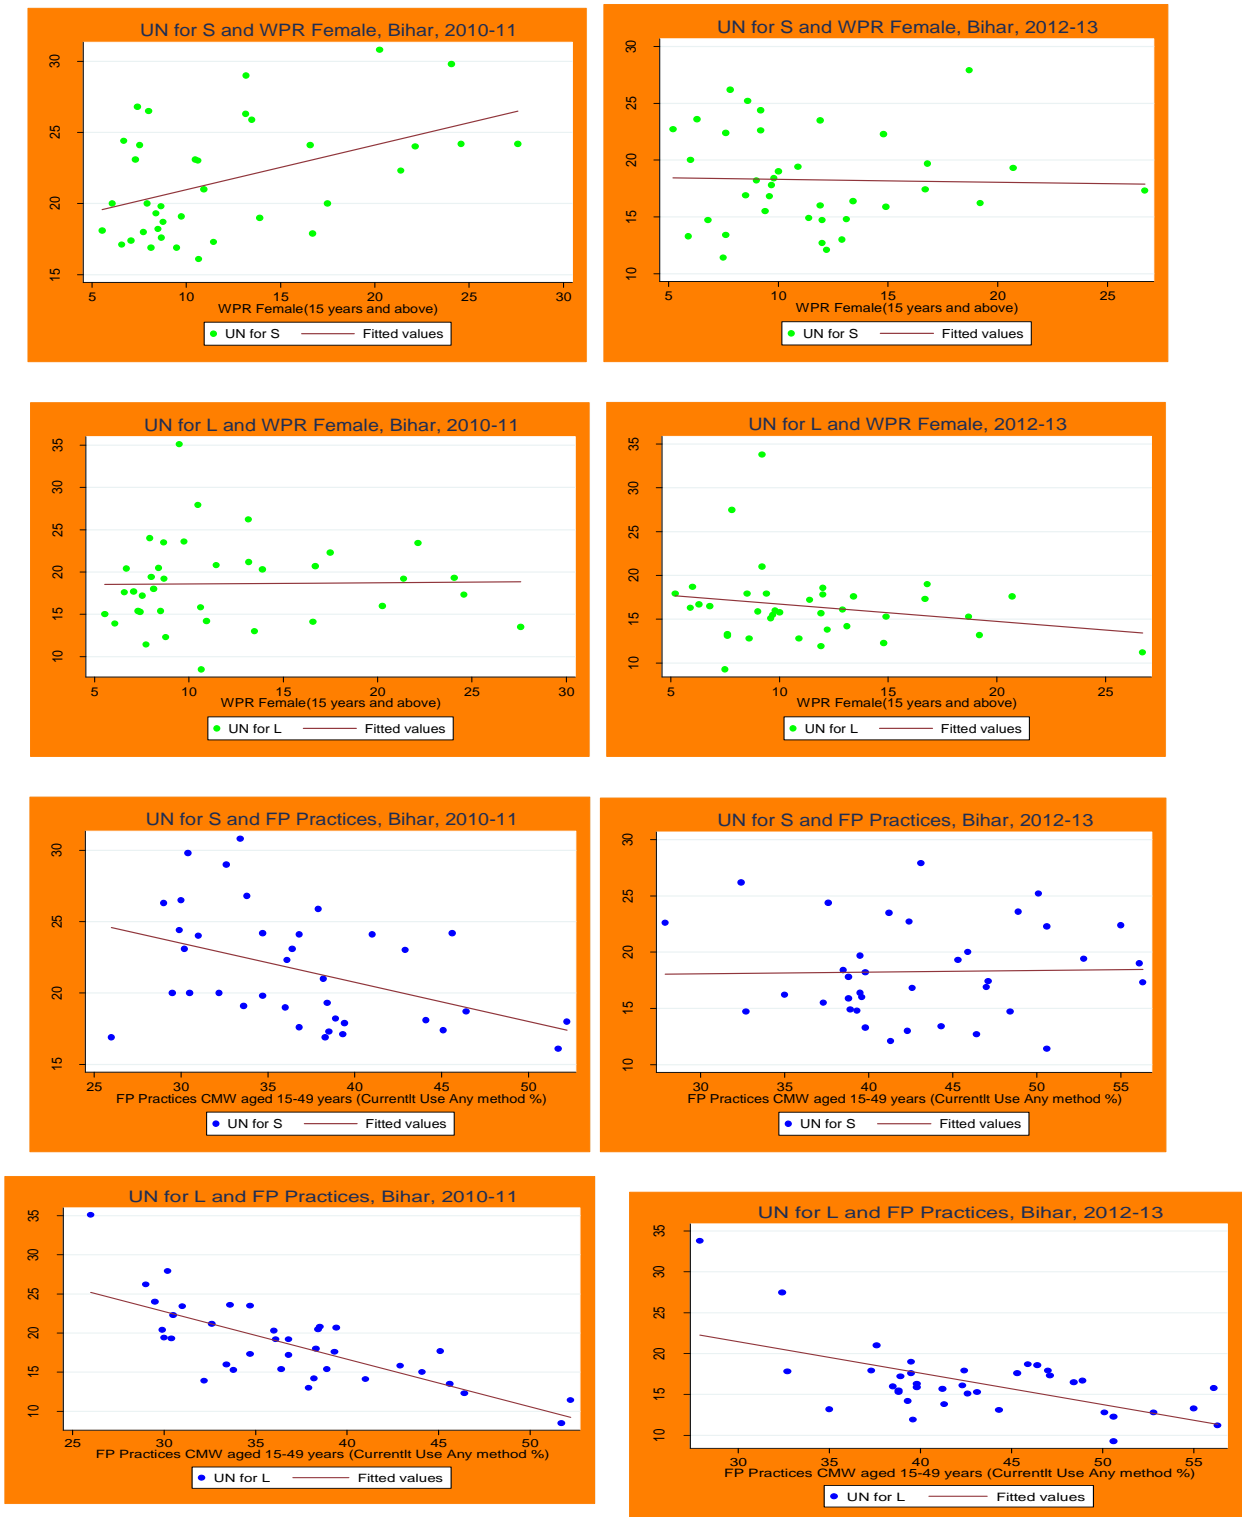 UN for S and WPR Female, Bihar, 2010-11
30
25
20
15
5 10 15 20 25 30
WPR Female(15 years and above)
UN for S Fitted values
UN for S and WPR Female, Bihar, 2012-13
30
25
20
15
10
5 10 15 20 25
WPR Female(15 years and above)
UN for S Fitted values
UN for L and WPR Female, Bihar, 2010-11
35
30
25
20
15
10
5 10 15 20 25 30
WPR Female(15 years and above)
UN for L Fitted values
UN for L and WPR Female, 2012-13
35
30
25
20
15
10
5 10 15 20 25
WPR Female(15 years and above)
UN for L Fitted values
UN for S and FP Practices, Bihar, 2010-11
30
25
20
15
25 30 35 40 45 50
FP Practices CMW aged 15-49 years (Currentlt Use Any method %)
UN for S Fitted values
UN for S and FP Practices, Bihar, 2012-13
30
25
20
15
10
30 35 40 45 50 55
FP Practices CMW aged 15-49 years (Currentlt Use Any method %)
UN for S Fitted values
UN for L and FP Practices, Bihar, 2010-11
35
30
25
20
15
10
25 30 35 40 45 50
FP Practices CMW aged 15-49 years (Currentlt Use Any method %)
UN for L Fitted values
UN for L and FP Practices, Bihar, 2012-13
35
30
25
20
15
10
30 35 40 45 50 55
FP Practices CMW aged 15-49 years (Currentlt Use Any method %)
UN for L Fitted values